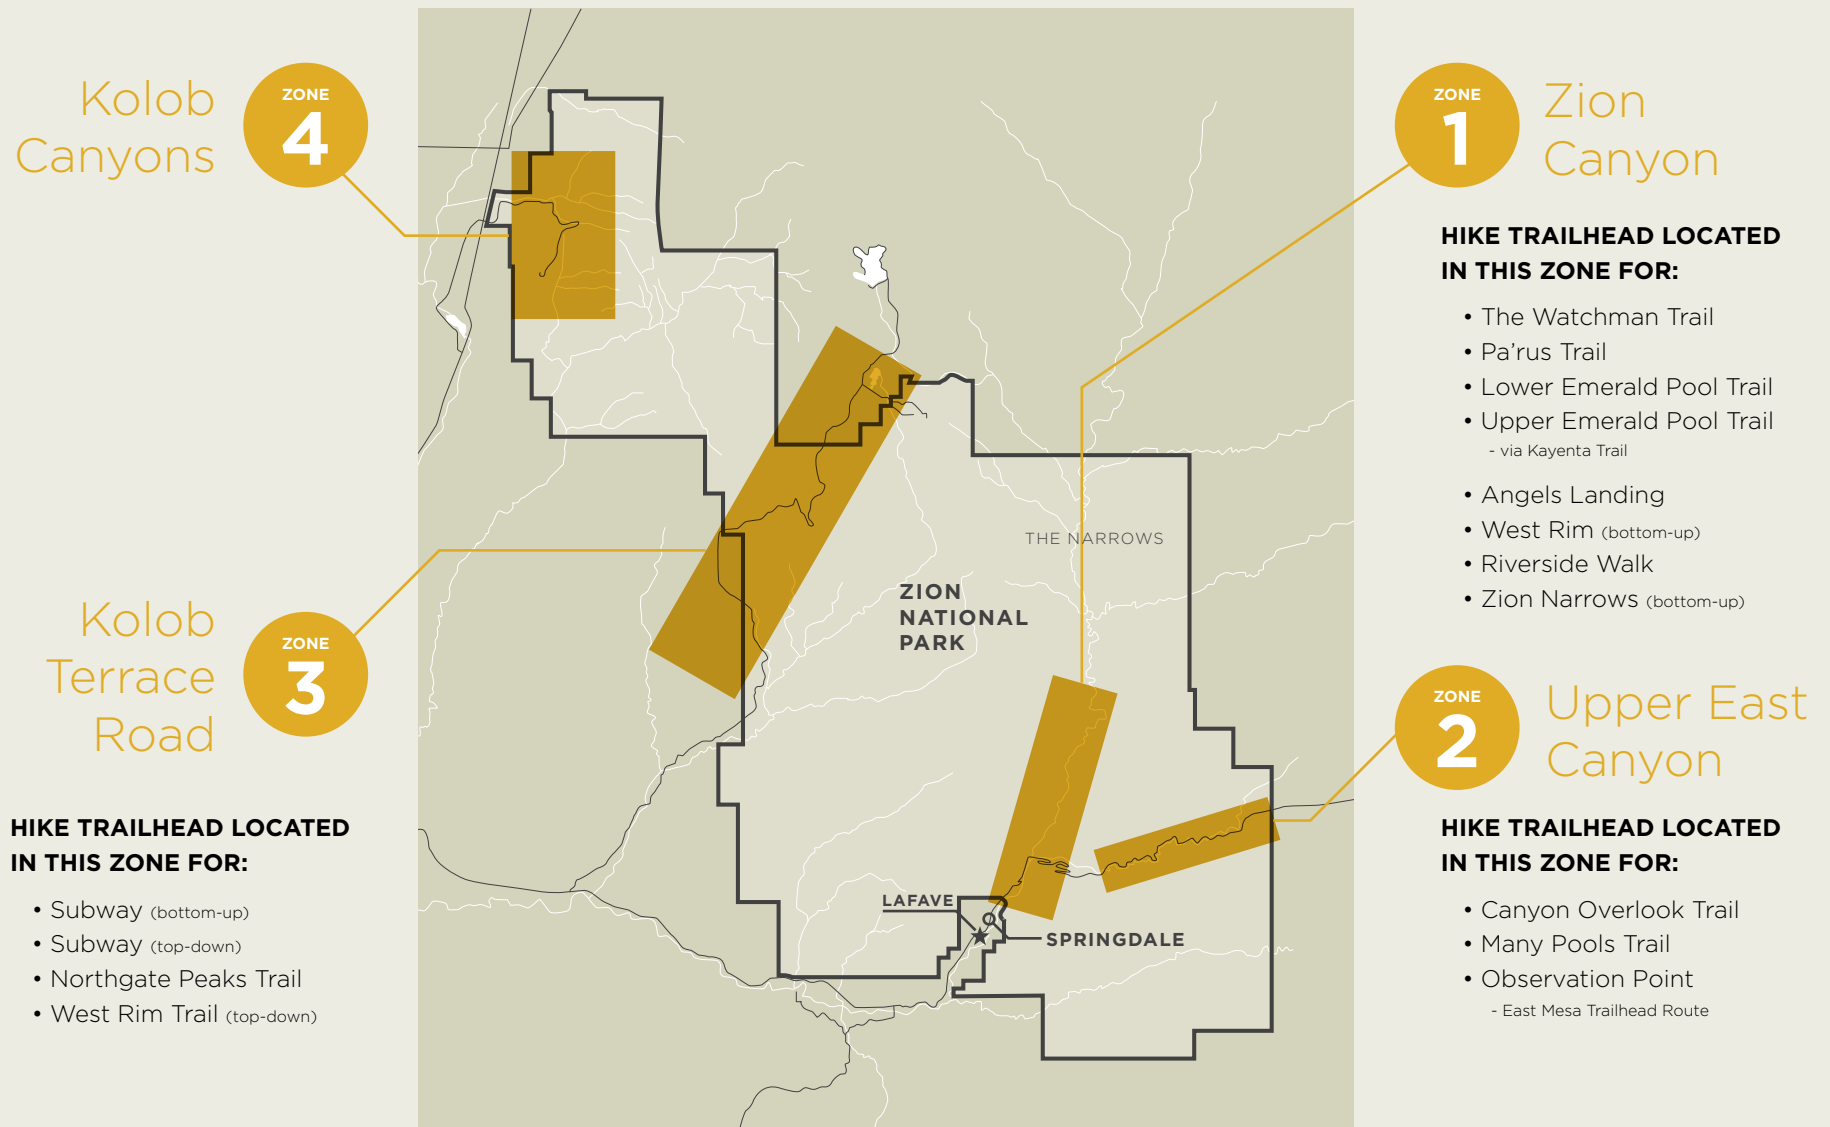 Kolob
Canyons
ZONE
4
ZONE
1
Zion
Canyon
HIKE TRAILHEAD LOCATED
IN THIS ZONE FOR:
• The Watchman Trail
• Pa’rus Trail
• Lower Emerald Pool Trail
• Upper Emerald Pool Trail
- via Kayenta Trail
• Angels Landing
• West Rim (bottom-up)
• Riverside Walk
• Zion Narrows (bottom-up)
THE NARROWS
ZION
NATIONAL
PARK
Kolob
Terrace
Road
ZONE
3
HIKE TRAILHEAD LOCATED
IN THIS ZONE FOR:
• Subway (bottom-up)
• Subway (top-down)
• Northgate Peaks Trail
• West Rim Trail (top-down)
LAFAVE
SPRINGDALE
ZONE
2
Upper East
Canyon
HIKE TRAILHEAD LOCATED
IN THIS ZONE FOR:
• Canyon Overlook Trail
• Many Pools Trail
• Observation Point
- East Mesa Trailhead Route